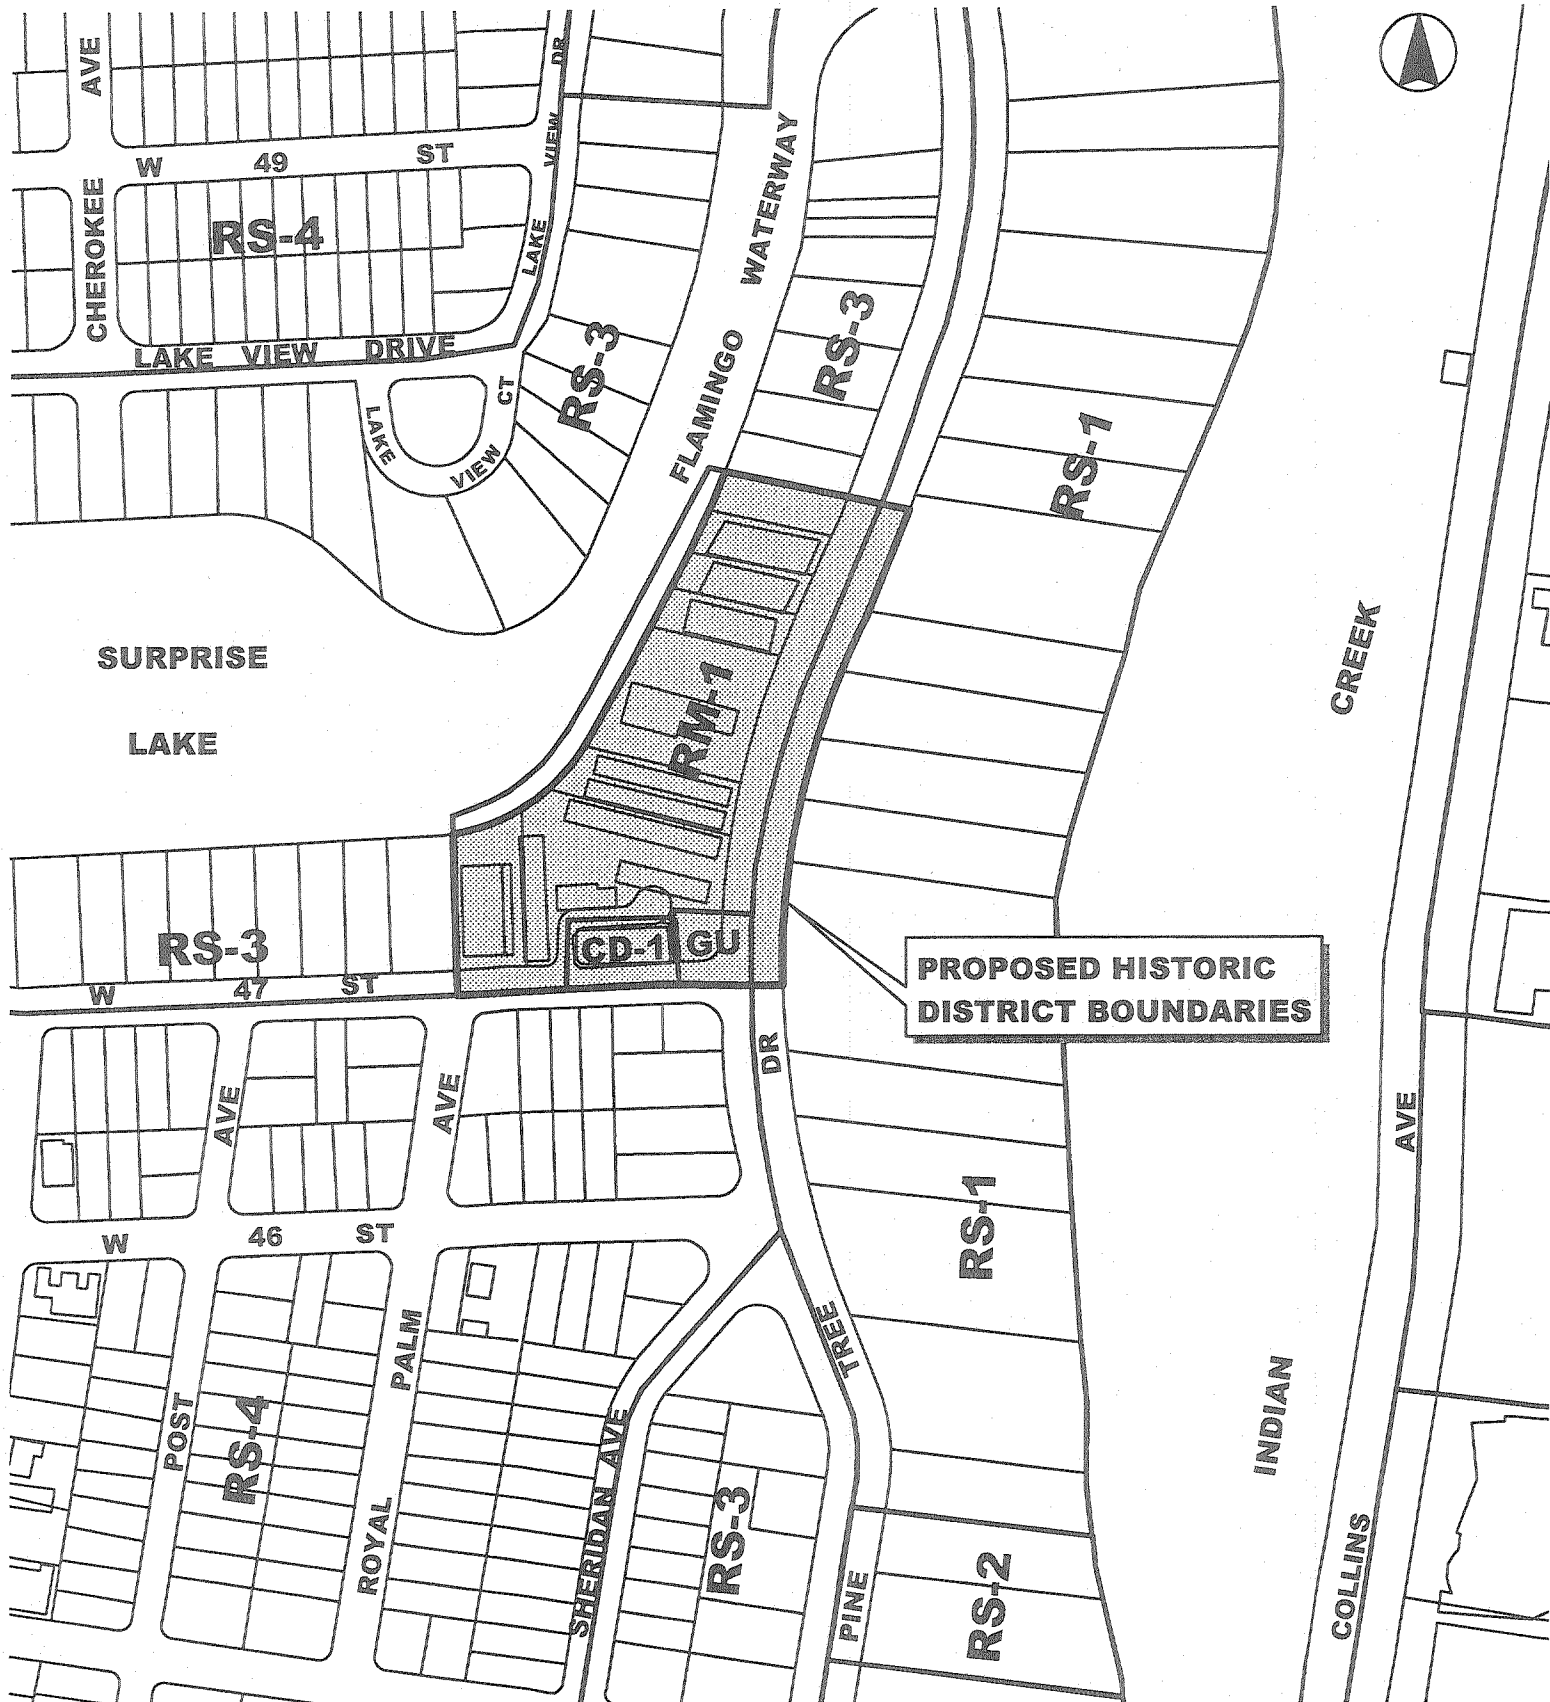 CHEROKEE AVE
W 49 ST
LAKE VIEW DR
RS-4
FLAMINGO WATERWAY
LAKE VIEW DRIVE
LAKE VIEW CT
RS-3
RS-3
RS-1
SURPRISE
LAKE
RM-1
INDIAN CREEK
RS-3
CD-1
GU
W 47 ST
PROPOSED HISTORIC
DISTRICT BOUNDARIES
W 46 ST
POST AVE
ROYAL PALM AVE
RS-4
SHERIDAN AVE
RS-3
PINE TREE DR
RS-1
RS-2
COLLINS AVE